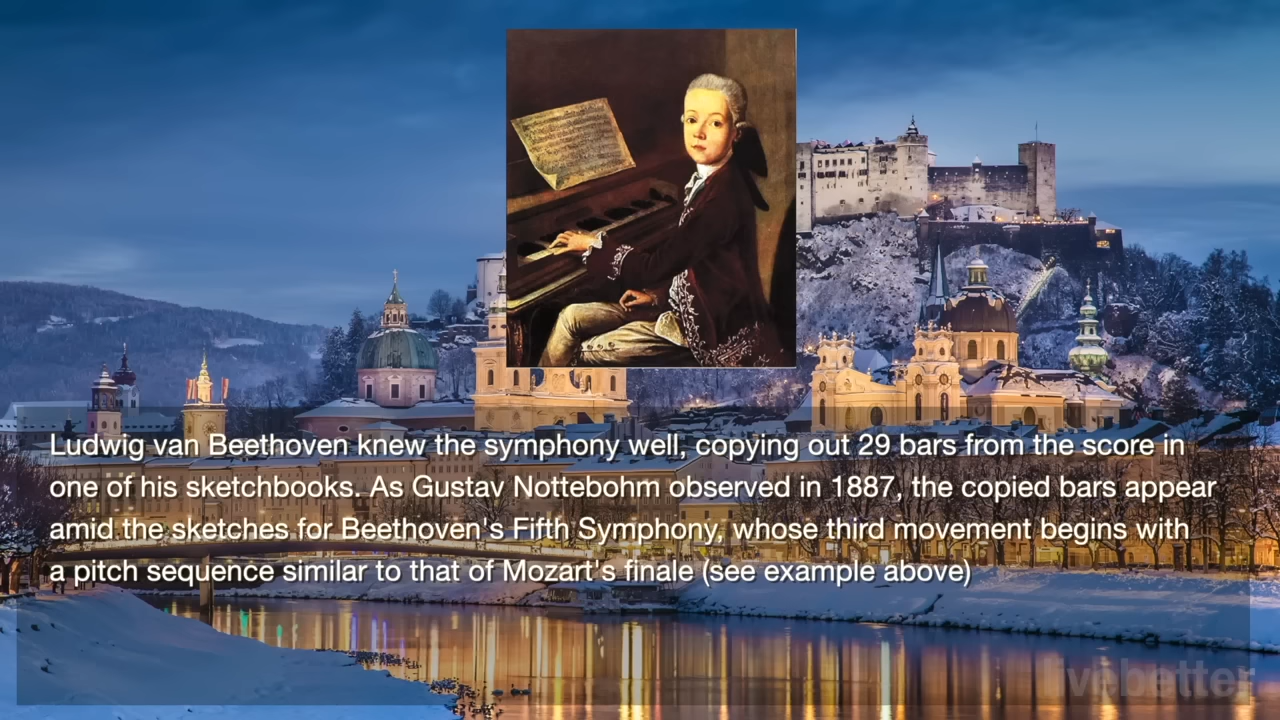 Ludwig van Beethoven knew the symphony well, copying out 29 bars from the score in
one of his sketchbooks. As Gustav Nottebohm observed in 1887, the copied bars appear
amid the sketches for Beethoven's Fifth Symphony, whose third movement begins with
a pitch sequence similar to that of Mozart's finale (see example above)
ivebetter